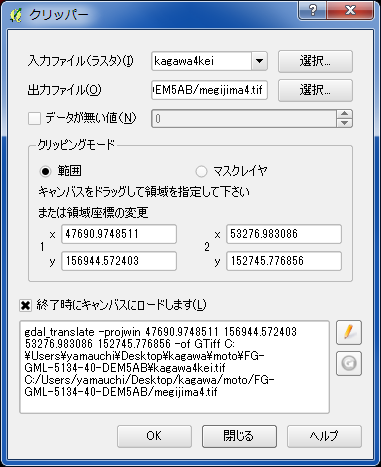 クリッパー
入力ファイル(ラスタ)(I)
kagawa4kei
選択...
出力ファイル(O)
DEM5AB/megijima4.tif
選択...
データが無い値(N)
0
クリッピングモード
範囲
マスクレイヤ
キャンバスをドラッグして領域を指定して下さい
または領域座標の変更
1
x
47690.9748511
2
x
53276.983086
y
156944.572403
y
152745.776856
終了時にキャンバスにロードします(L)
gdal_translate -projwin 47690.9748511 156944.572403
53276.983086 152745.776856 -of GTiff C:
¥Users¥yamauchi¥Desktop¥kagawa¥moto¥FG-
GML-5134-40-DEM5AB¥kagawa4kei.tif
C:/Users/yamauchi/Desktop/kagawa/moto/FG-
GML-5134-40-DEM5AB/megijima4.tif
OK
閉じる
ヘルプ